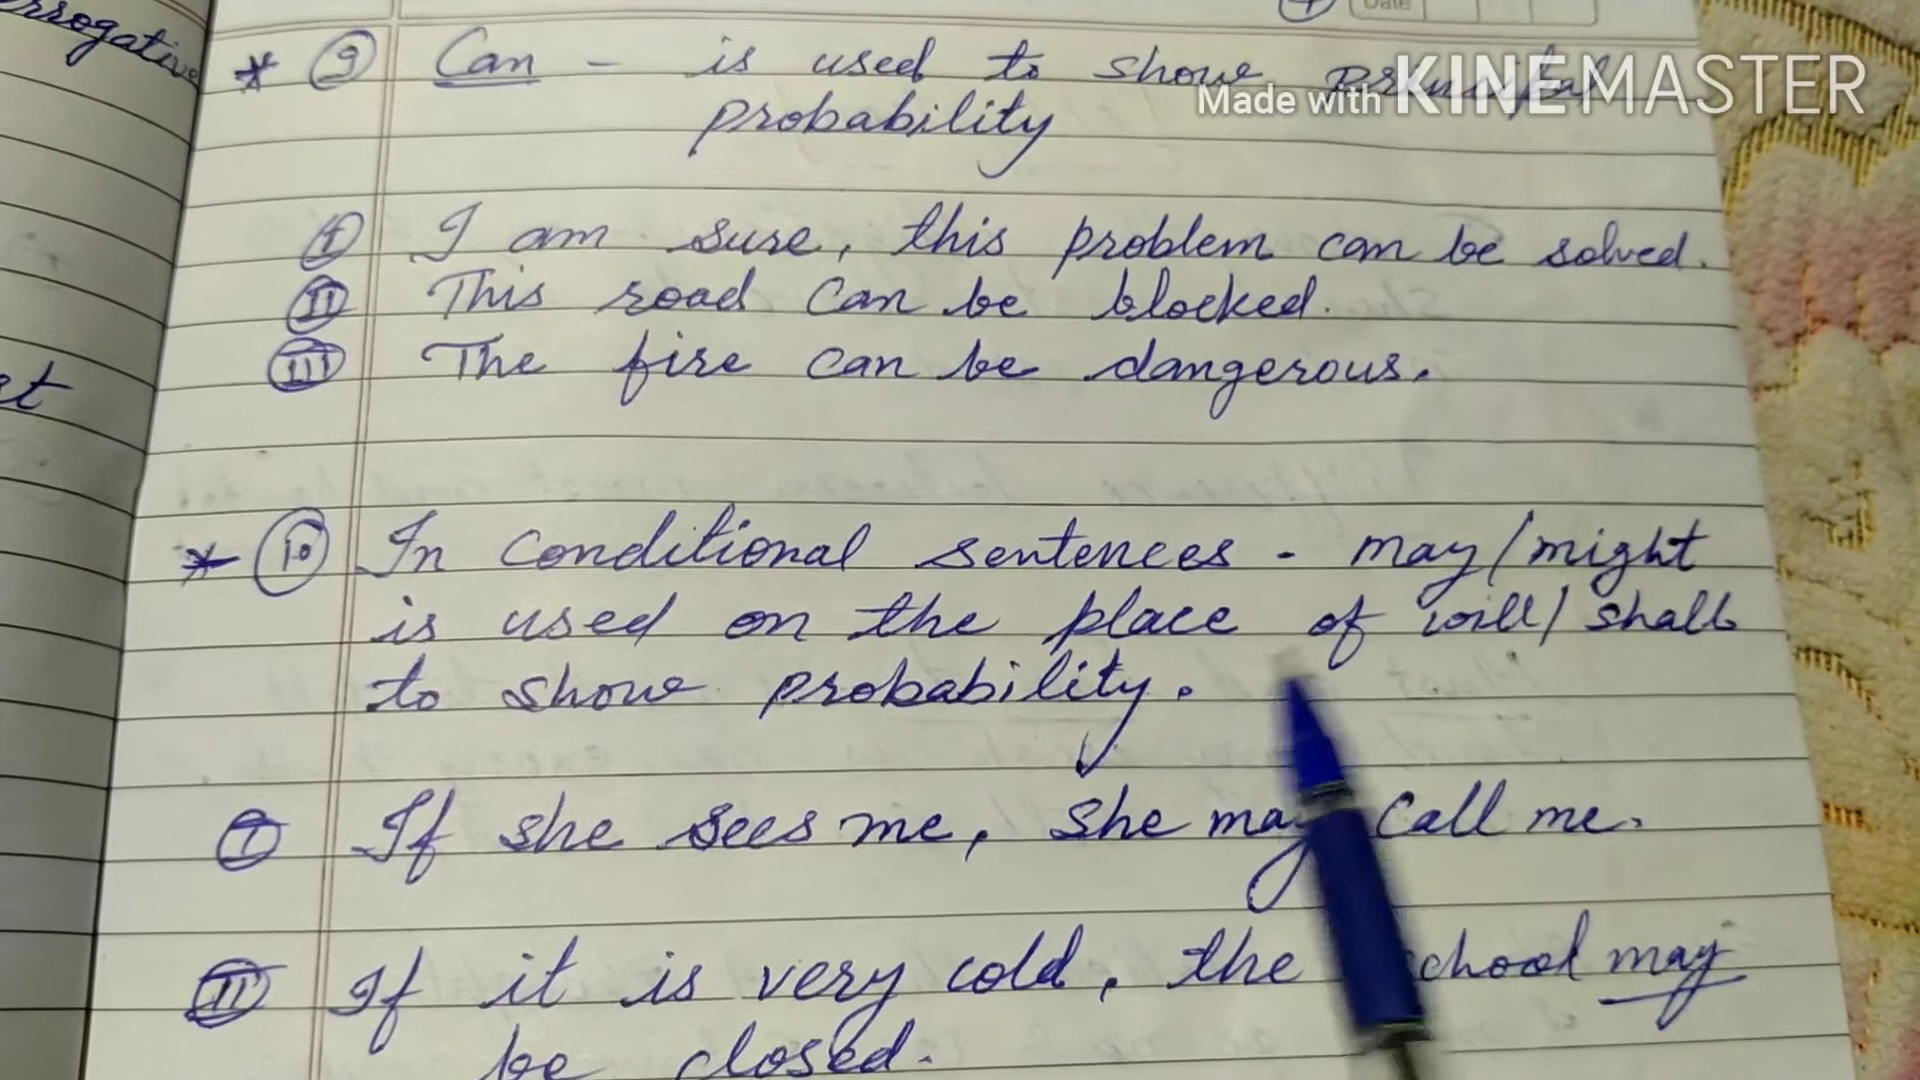 errogative
Date
* 9 Can - is used to show Principal
Made with KINEMASTER
probability
I I am sure, this problem can be solved.
II This road can be blocked.
III The fire can be dangerous.
* 10 In Conditional sentences - may/might
is used on the place of will/shall
to show probability.
I If she sees me, she may call me.
II If it is very cold, the school may
be closed.